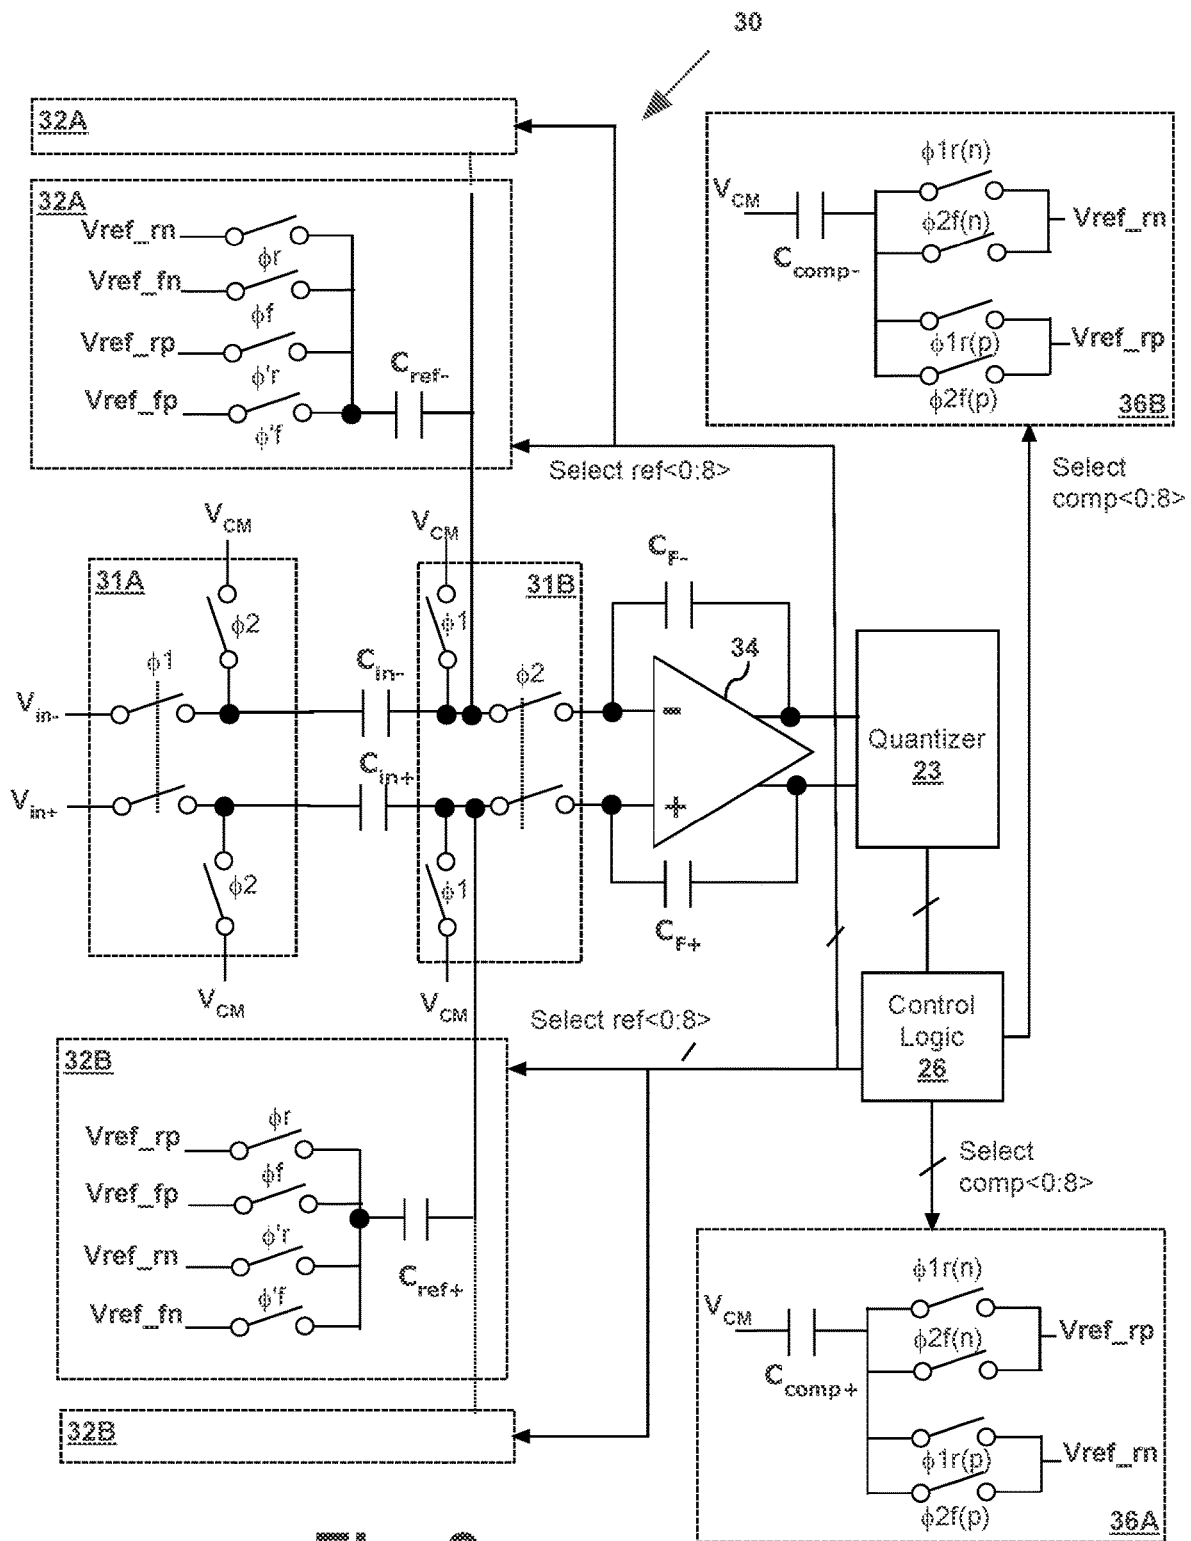 30
32A
32A
Vref_rn
ϕr
Vref_fn
ϕf
Vref_rp
ϕ'r
Vref_fp
ϕ'f
Cref-
Select ref<0:8>
VCM
Ccomp-
ϕ1r(n)
ϕ2f(n)
Vref_rn
ϕ1r(p)
ϕ2f(p)
Vref_rp
36B
Select
comp<0:8>
VCM
31A
ϕ2
ϕ1
Vin-
Vin+
ϕ2
VCM
Cin-
Cin+
VCM
31B
ϕ1
ϕ2
ϕ1
VCM
CF-
34
-
+
CF+
Quantizer
23
Control
Logic
26
Select ref<0:8>
32B
Vref_rp
ϕr
Vref_fp
ϕf
Vref_rn
ϕ'r
Vref_fn
ϕ'f
Cref+
32B
Select
comp<0:8>
VCM
Ccomp+
ϕ1r(n)
ϕ2f(n)
Vref_rp
ϕ1r(p)
ϕ2f(p)
Vref_rn
36A